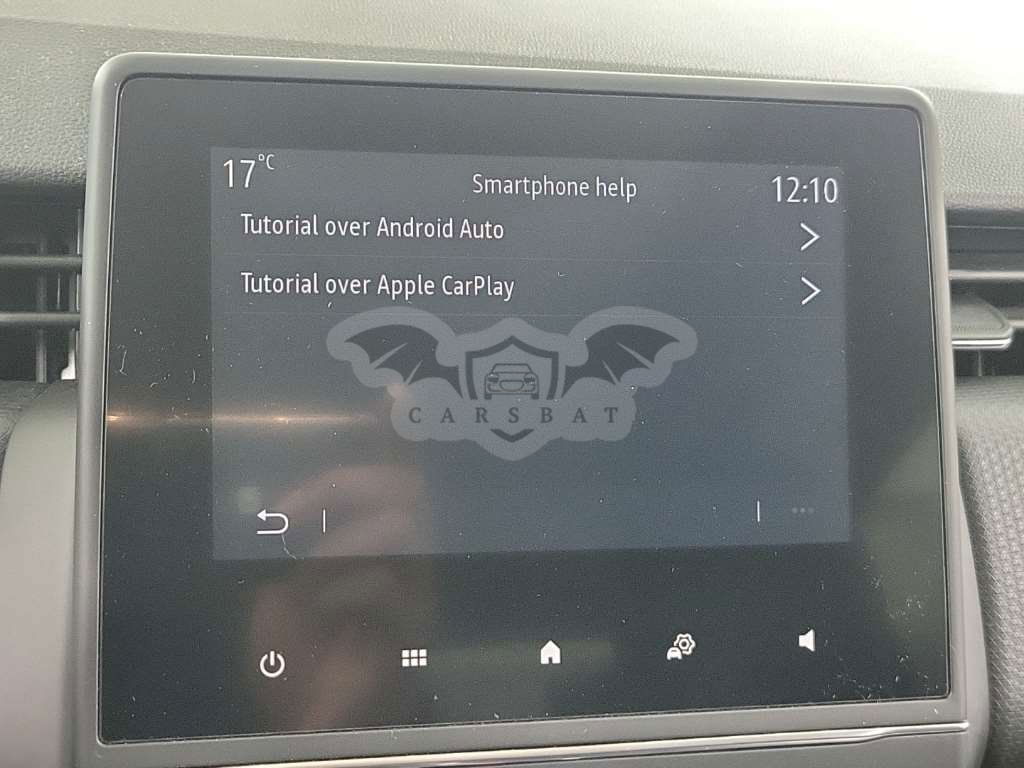 17°C
Smartphone help
12:10
Tutorial over Android Auto
Tutorial over Apple CarPlay
CARSBAT